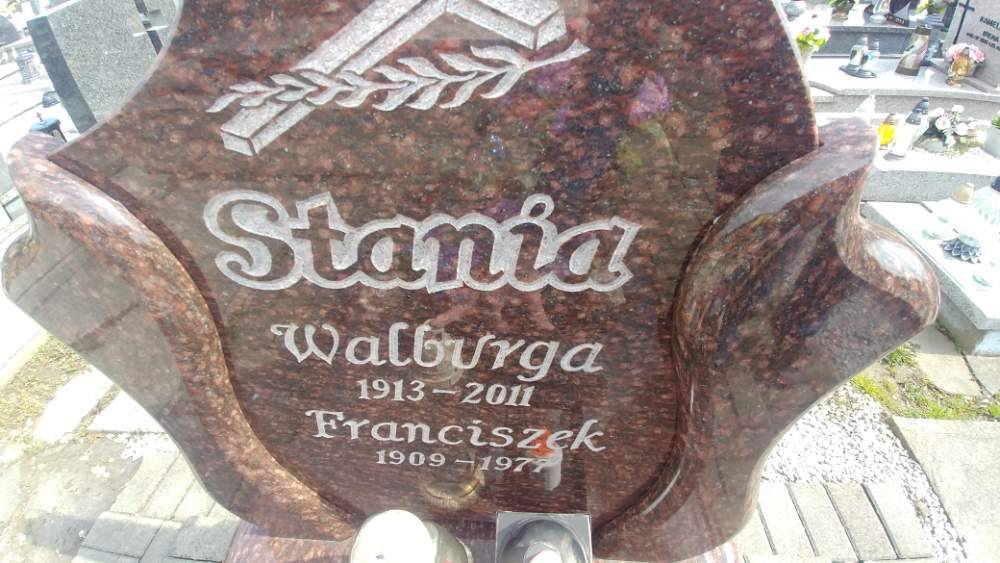 Stania
Walburga
1913 – 2011
Franciszek
1909 – 1977